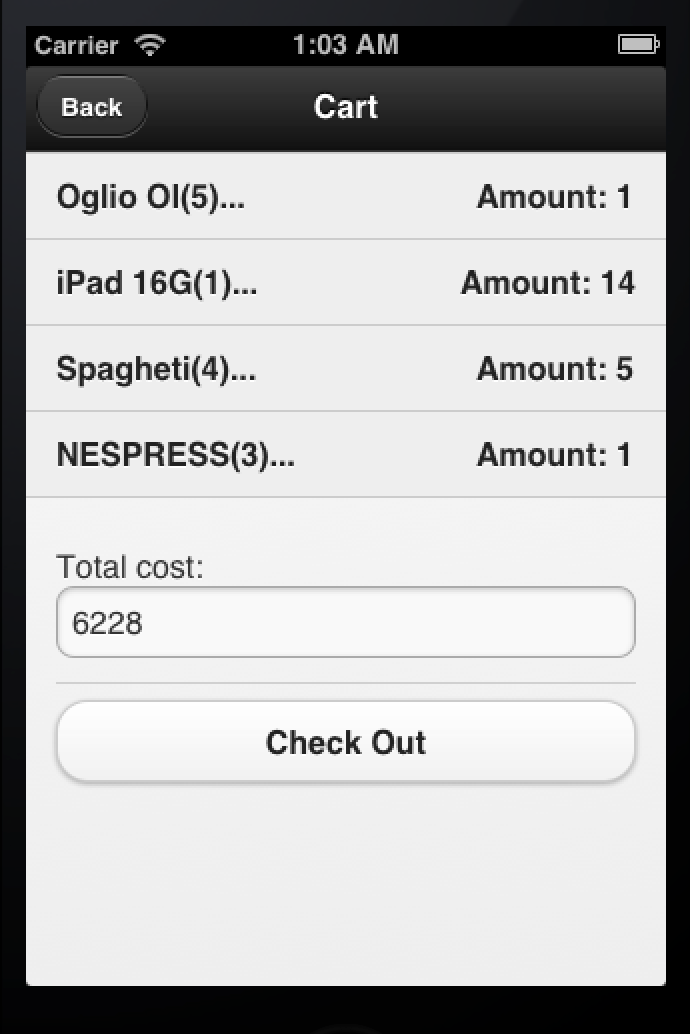 Carrier 1:03 AM
Back Cart
Oglio Ol(5)... Amount: 1
iPad 16G(1)... Amount: 14
Spagheti(4)... Amount: 5
NESPRESS(3)... Amount: 1
Total cost:
6228
Check Out